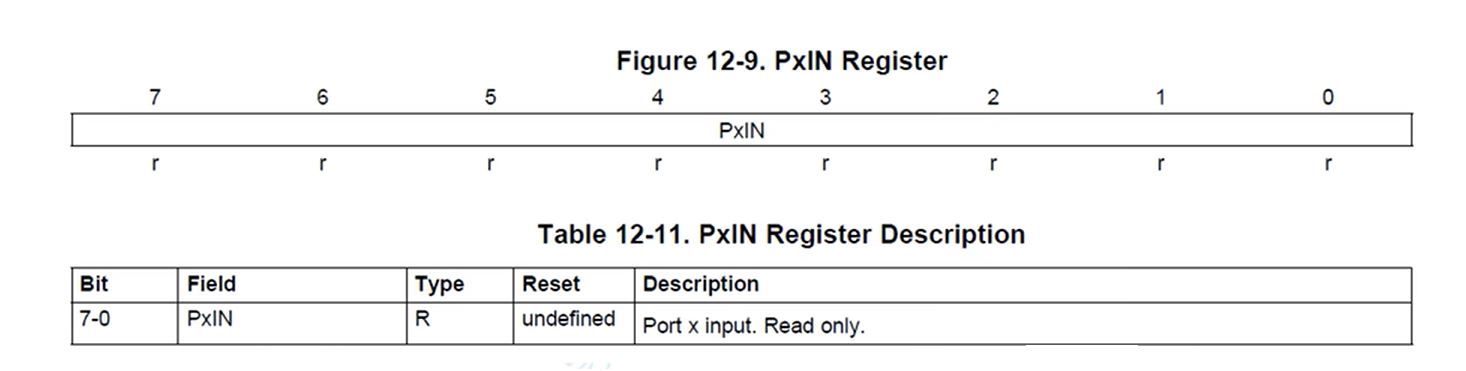 Figure 12-9. PxIN Register
7 6 5 4 3 2 1 0
PxIN
r r r r r r r r
Table 12-11. PxIN Register Description
Bit Field Type Reset Description
7-0 PxIN R undefined Port x input. Read only.